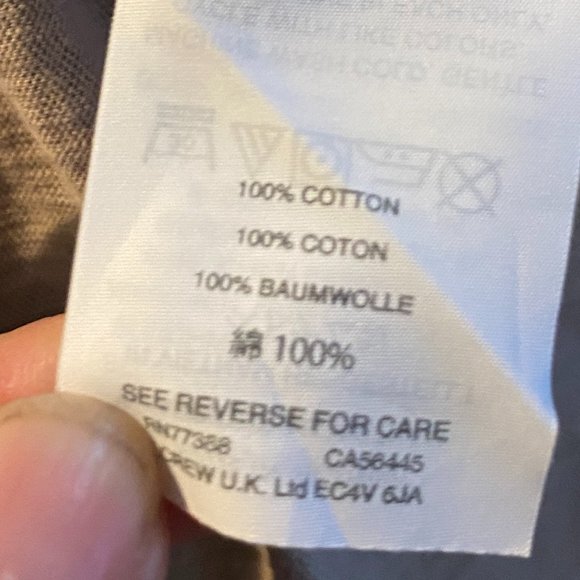 100% COTTON
100% COTON
100% BAUMWOLLE
綿 100%
SEE REVERSE FOR CARE
RN77388 CA56445
CREW U.K. Ltd EC4V 6JA